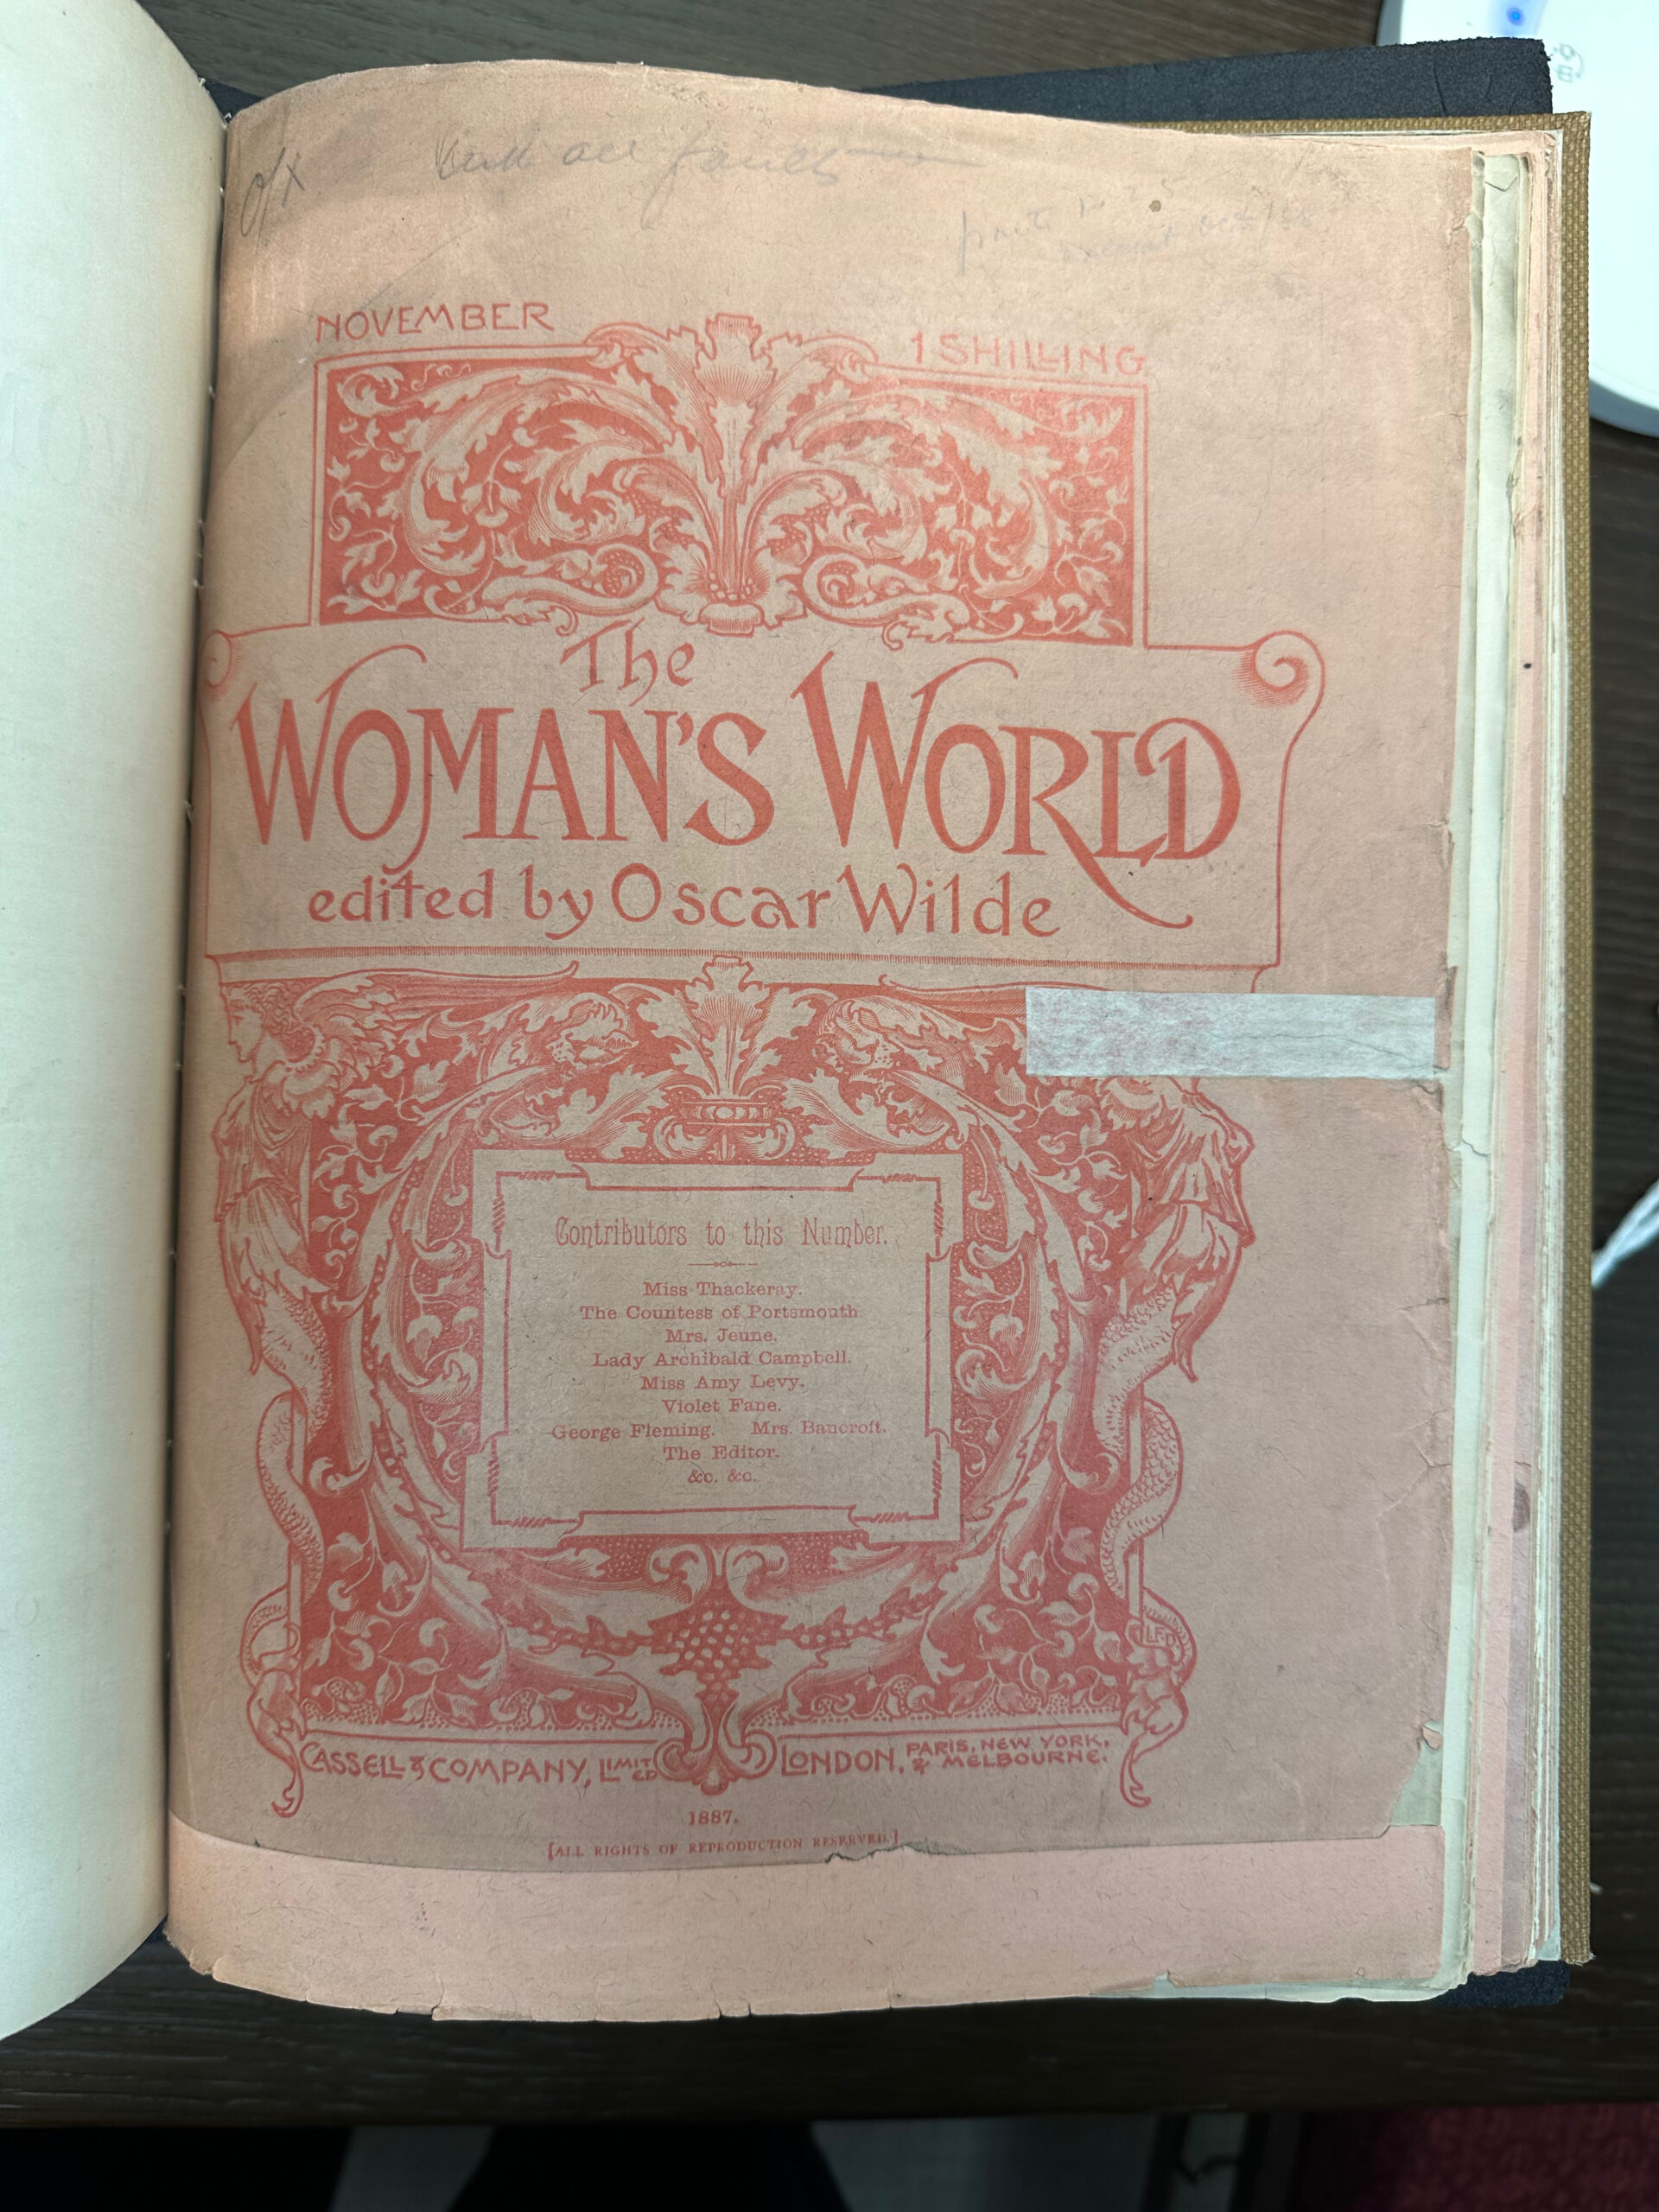 o/x
NOVEMBER
1 SHILLING
The
WOMAN'S WORLD
edited by Oscar Wilde
Contributors to this Number.
Miss Thackeray.
The Countess of Portsmouth.
Mrs. Jeune.
Lady Archibald Campbell.
Miss Amy Levy.
Violet Fane.
George Fleming. Mrs. Bancroft.
The Editor.
&c. &c.
L.F.D.
CASSELL & COMPANY, LIMITED LONDON, PARIS, NEW YORK,
& MELBOURNE.
1887.
[ALL RIGHTS OF REPRODUCTION RESERVED.]